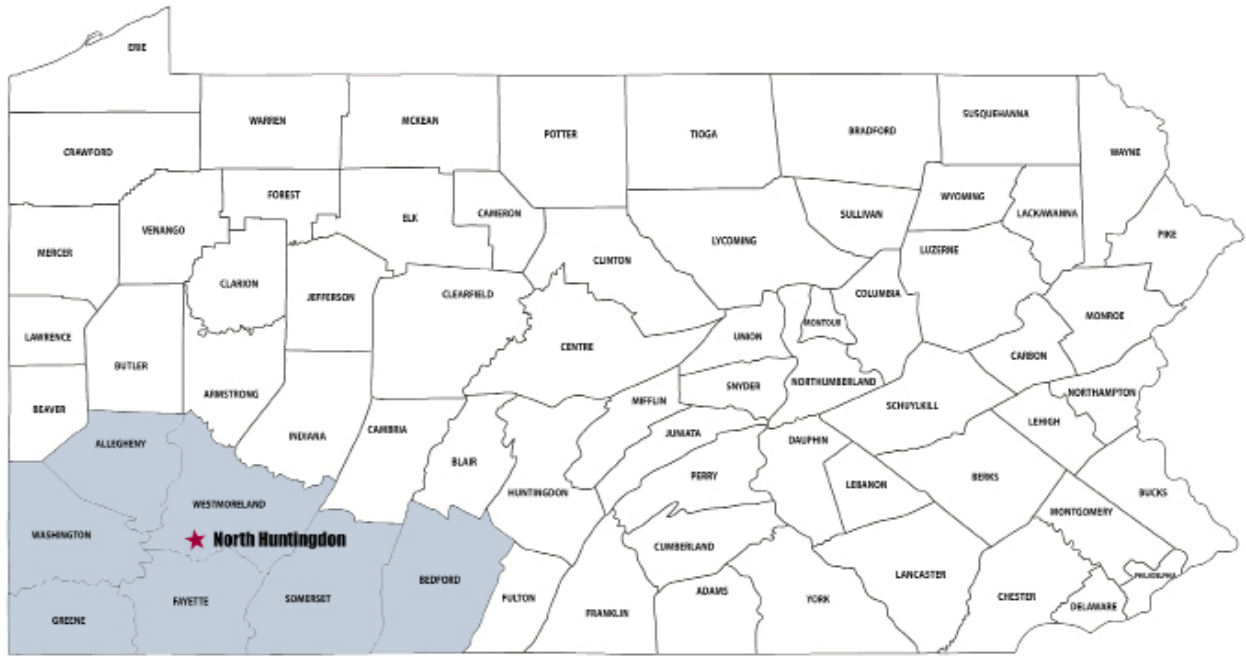 ERIE
WARREN
MCKEAN
POTTER
TIOGA
BRADFORD
SUSQUEHANNA
WAYNE
CRAWFORD
FOREST
ELK
CAMERON
SULLIVAN
WYOMING
LACKAWANNA
PIKE
MERCER
VENANGO
CLARION
JEFFERSON
CLEARFIELD
CLINTON
LYCOMING
COLUMBIA
LUZERNE
MONROE
LAWRENCE
BUTLER
ARMSTRONG
CENTRE
UNION
MONTOUR
CARBON
BEAVER
INDIANA
CAMBRIA
BLAIR
MIFFLIN
SNYDER
NORTHUMBERLAND
SCHUYLKILL
LEHIGH
NORTHAMPTON
ALLEGHENY
WESTMORELAND
HUNTINGDON
JUNIATA
PERRY
DAUPHIN
LEBANON
BERKS
MONTGOMERY
BUCKS
WASHINGTON
North Huntingdon
BEDFORD
CUMBERLAND
LANCASTER
PHILADELPHIA
GREENE
FAYETTE
SOMERSET
FULTON
FRANKLIN
ADAMS
YORK
CHESTER
DELAWARE